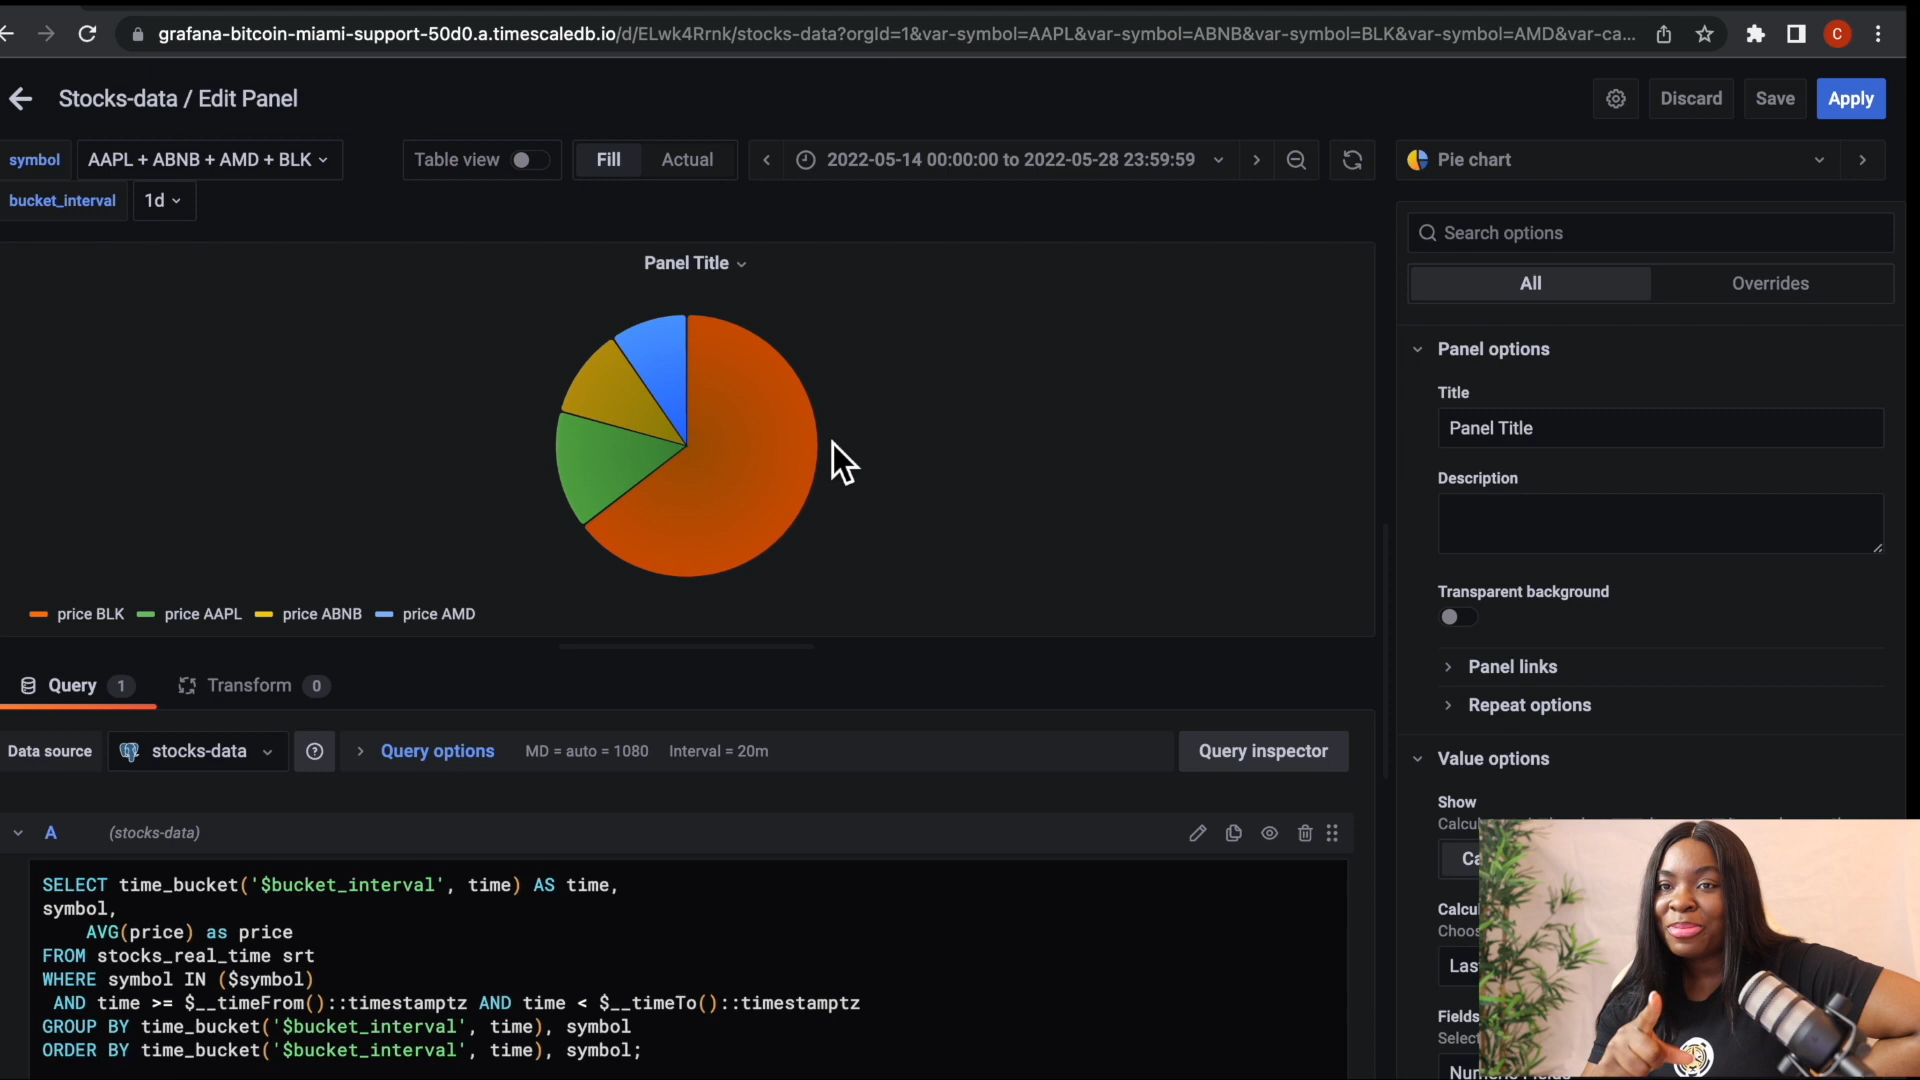 grafana-bitcoin-miami-support-50d0.a.timescaledb.io/d/ELwk4Rrnk/stocks-data?orgId=1&var-symbol=AAPL&var-symbol=ABNB&var-symbol=BLK&var-symbol=AMD&var-ca...
C
Stocks-data / Edit Panel
Discard
Save
Apply
symbol
AAPL + ABNB + AMD + BLK
Table view
Fill
Actual
2022-05-14 00:00:00 to 2022-05-28 23:59:59
Pie chart
bucket_interval
1d
Search options
Panel Title
All
Overrides
Panel options
Title
Panel Title
Description
Transparent background
price BLK
price AAPL
price ABNB
price AMD
Panel links
Query 1
Transform 0
Repeat options
Data source
stocks-data
Query options
MD = auto = 1080
Interval = 20m
Query inspector
Value options
Show
A
(stocks-data)
SELECT time_bucket('$bucket_interval', time) AS time,
symbol,
AVG(price) as price
FROM stocks_real_time srt
WHERE symbol IN ($symbol)
AND time >= $__timeFrom()::timestamptz AND time < $__timeTo()::timestamptz
GROUP BY time_bucket('$bucket_interval', time), symbol
ORDER BY time_bucket('$bucket_interval', time), symbol;
Fields